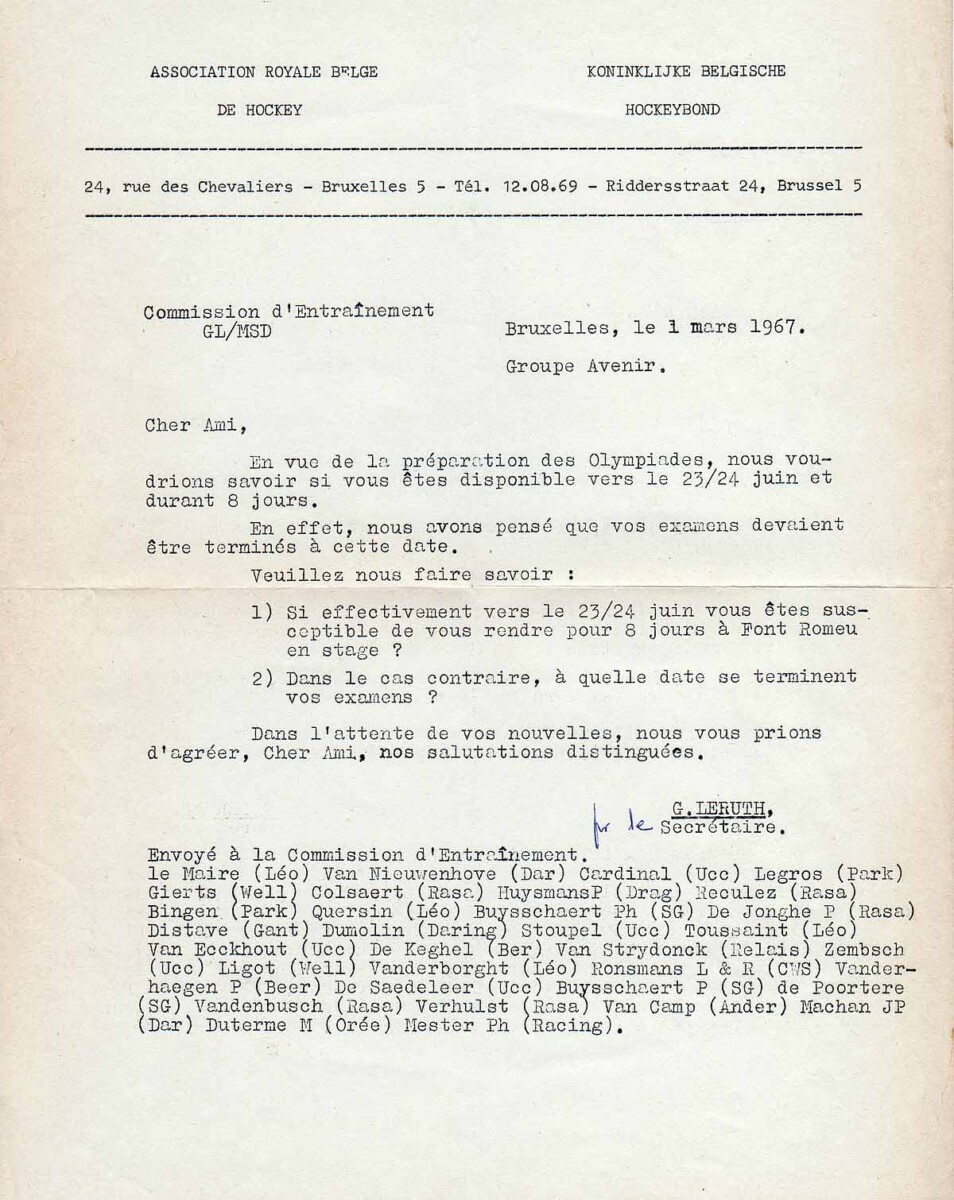 ASSOCIATION ROYALE BELGE
DE HOCKEY
KONINKLIJKE BELGISCHE
HOCKEYBOND
24, rue des Chevaliers - Bruxelles 5 - Tél. 12.08.69 - Riddersstraat 24, Brussel 5
Commission d'Entraînement
GL/MSD
Bruxelles, le 1 mars 1967.
Groupe Avenir.
Cher Ami,
En vue de la préparation des Olympiades, nous vou-
drions savoir si vous êtes disponible vers le 23/24 juin et
durant 8 jours.
En effet, nous avons pensé que vos examens devaient
être terminés à cette date.
Veuillez nous faire savoir :
1) Si effectivement vers le 23/24 juin vous êtes sus-
ceptible de vous rendre pour 8 jours à Font Romeu
en stage ?
2) Dans le cas contraire, à quelle date se terminent
vos examens ?
Dans l'attente de vos nouvelles, nous vous prions
d'agréer, Cher Ami, nos salutations distinguées.
G.LERUTH,
pr le Secrétaire.
Envoyé à la Commission d'Entraînement.
le Maire (Léo) Van Nieuwenhove (Dar) Cardinal (Ucc) Legros (Park)
Gierts (Well) Colsaert (Rasa) HuysmansP (Drag) Reculez (Rasa)
Bingen (Park) Quersin (Léo) Buysschaert Ph (SG) De Jonghe P (Rasa)
Distave (Gant) Dumolin (Daring) Stoupel (Ucc) Toussaint (Léo)
Van Eeckhout (Ucc) De Keghel (Ber) Van Strydonck (Relais) Zembsch
(Ucc) Ligot (Well) Vanderborght (Léo) Ronsmans L & R (CWS) Vander-
haegen P (Beer) De Saedeleer (Ucc) Buysschaert P (SG) de Poortere
(SG) Vandenbusch (Rasa) Verhulst (Rasa) Van Camp (Ander) Machan JP
(Dar) Duterme M (Orée) Mester Ph (Racing).